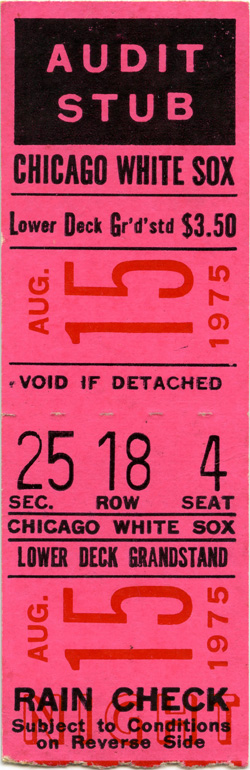 AUDIT
STUB
CHICAGO WHITE SOX
Lower Deck Gr'd'std $3.50
AUG. 15 1975
VOID IF DETACHED
25 18 4
SEC. ROW SEAT
CHICAGO WHITE SOX
LOWER DECK GRANDSTAND
AUG. 15 1975
NIGHT
RAIN CHECK
Subject to Conditions
on Reverse Side